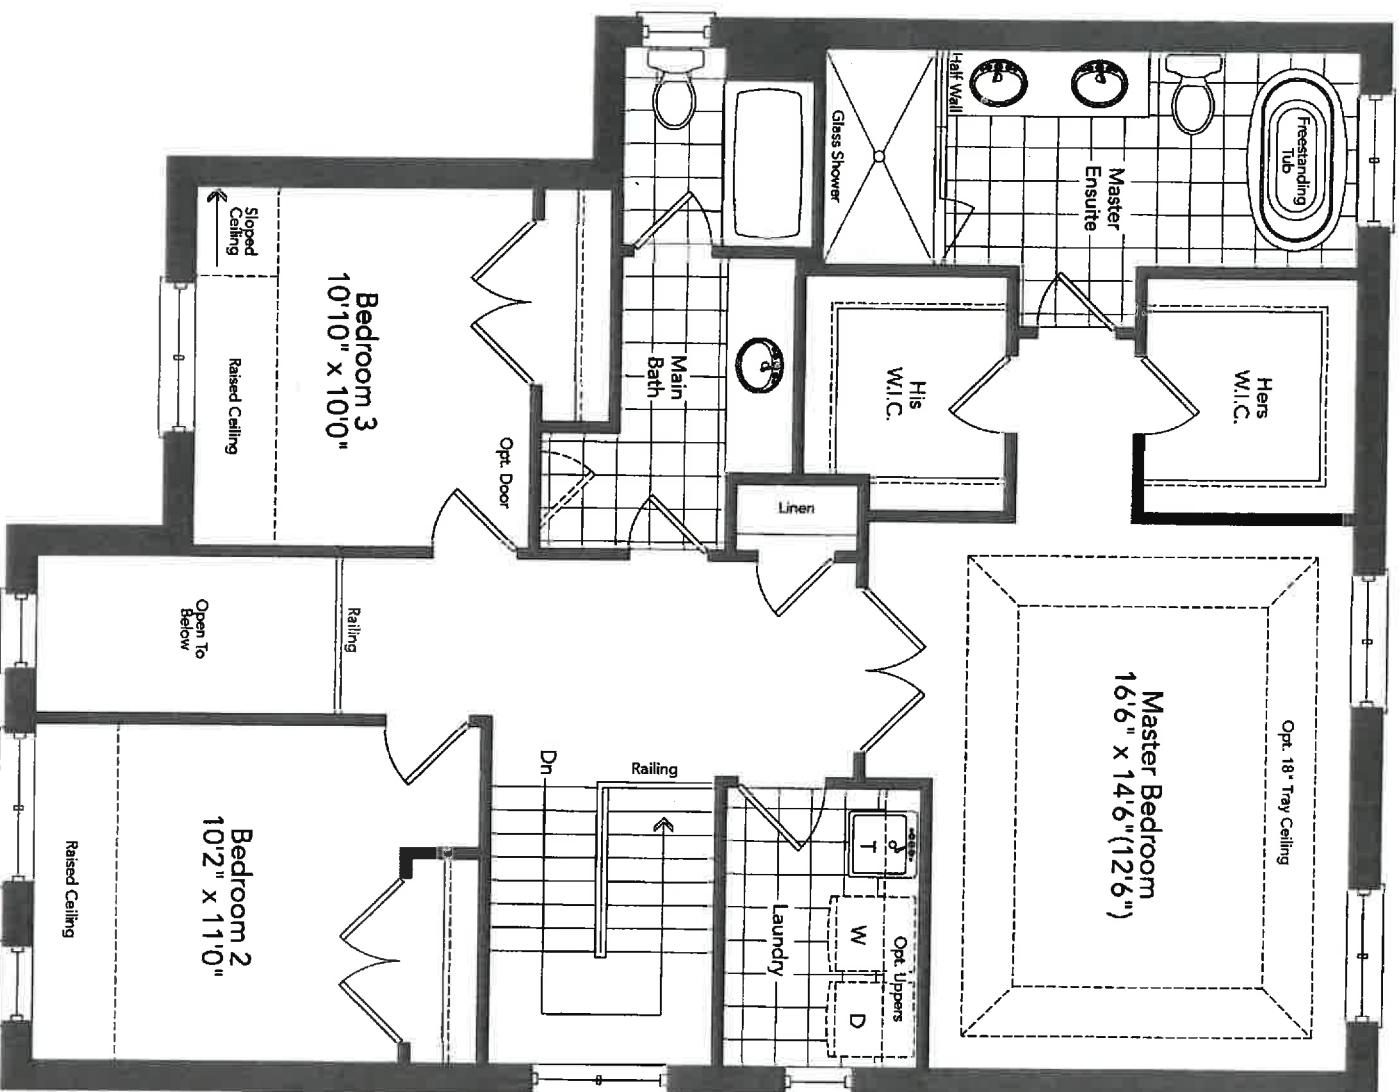 Freestanding
Tub
Master
Ensuite
Half Wall
Glass Shower
Hers
W.I.C.
His
W.I.C.
Opt. 18" Tray Ceiling
Master Bedroom
16'6" x 14'6"(12'6")
Linen
Main
Bath
Opt. Door
Bedroom 3
10'10" x 10'0"
Sloped
Ceiling
Raised Ceiling
Opt. Uppers
T
W
D
Laundry
Railing
Dn
Railing
Open To
Below
Bedroom 2
10'2" x 11'0"
Raised Ceiling